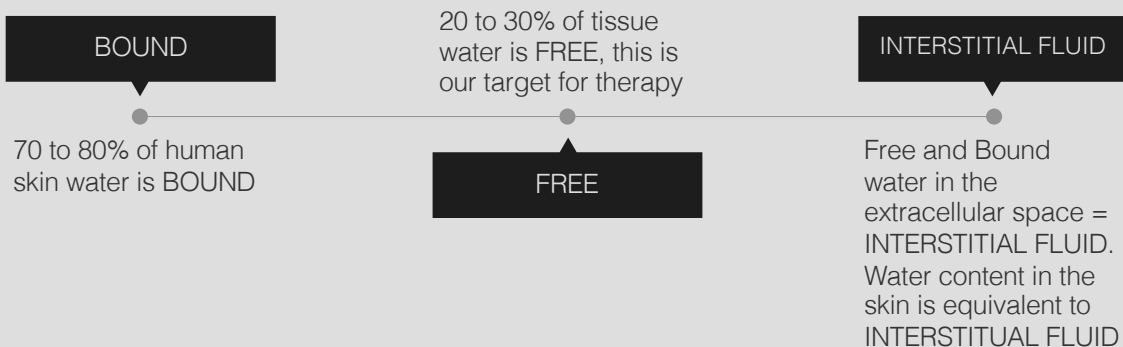 BOUND
70 to 80% of human
skin water is BOUND
20 to 30% of tissue
water is FREE, this is
our target for therapy
FREE
INTERSTITIAL FLUID
Free and Bound
water in the
extracellular space =
INTERSTITIAL FLUID.
Water content in the
skin is equivalent to
INTERSTITUAL FLUID